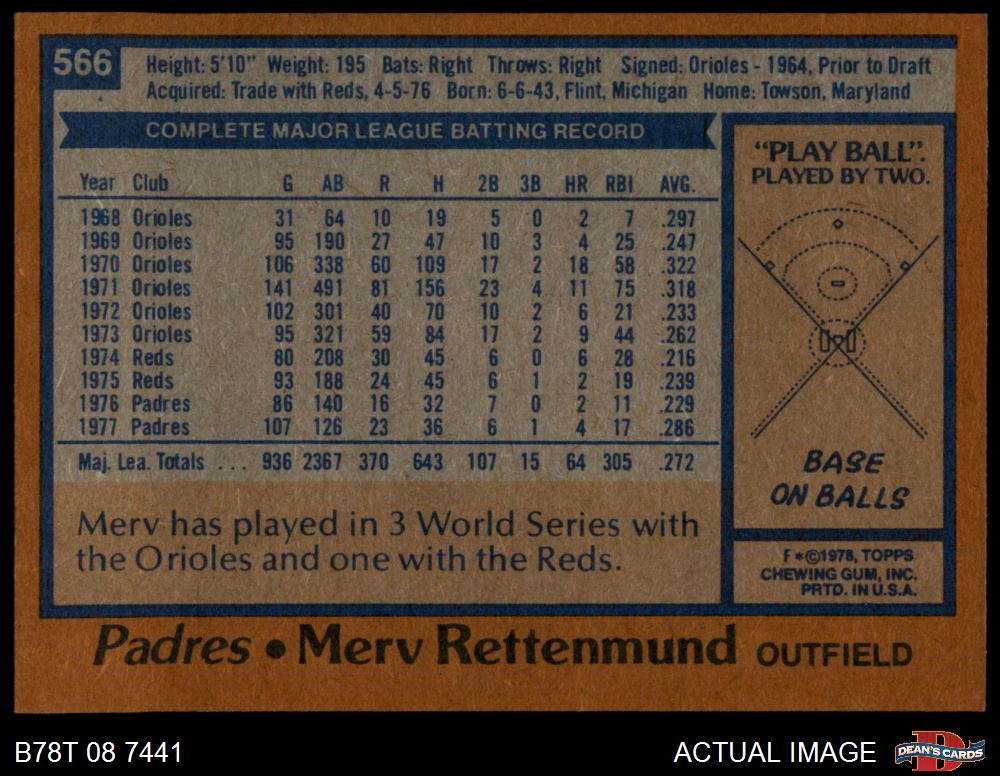 566
Height: 5'10" Weight: 195 Bats: Right Throws: Right Signed: Orioles - 1964, Prior to Draft
Acquired: Trade with Reds, 4-5-76 Born: 6-6-43, Flint, Michigan Home: Towson, Maryland
COMPLETE MAJOR LEAGUE BATTING RECORD
Year Club G AB R H 2B 3B HR RBI AVG.
1968 Orioles 31 64 10 19 5 0 2 7 .297
1969 Orioles 95 190 27 47 10 3 4 25 .247
1970 Orioles 106 338 60 109 17 2 18 58 .322
1971 Orioles 141 491 81 156 23 4 11 75 .318
1972 Orioles 102 301 40 70 10 2 6 21 .233
1973 Orioles 95 321 59 84 17 2 9 44 .262
1974 Reds 80 208 30 45 6 0 6 28 .216
1975 Reds 93 188 24 45 6 1 2 19 .239
1976 Padres 86 140 16 32 7 0 2 11 .229
1977 Padres 107 126 23 36 6 1 4 17 .286
Maj. Lea. Totals ... 936 2367 370 643 107 15 64 305 .272
Merv has played in 3 World Series with
the Orioles and one with the Reds.
"PLAY BALL".
PLAYED BY TWO.
BASE
ON BALLS
F *©1978, TOPPS
CHEWING GUM, INC.
PRTD. IN U.S.A.
Padres • Merv Rettenmund OUTFIELD
B78T 08 7441
ACTUAL IMAGE
DEAN'S CARDS